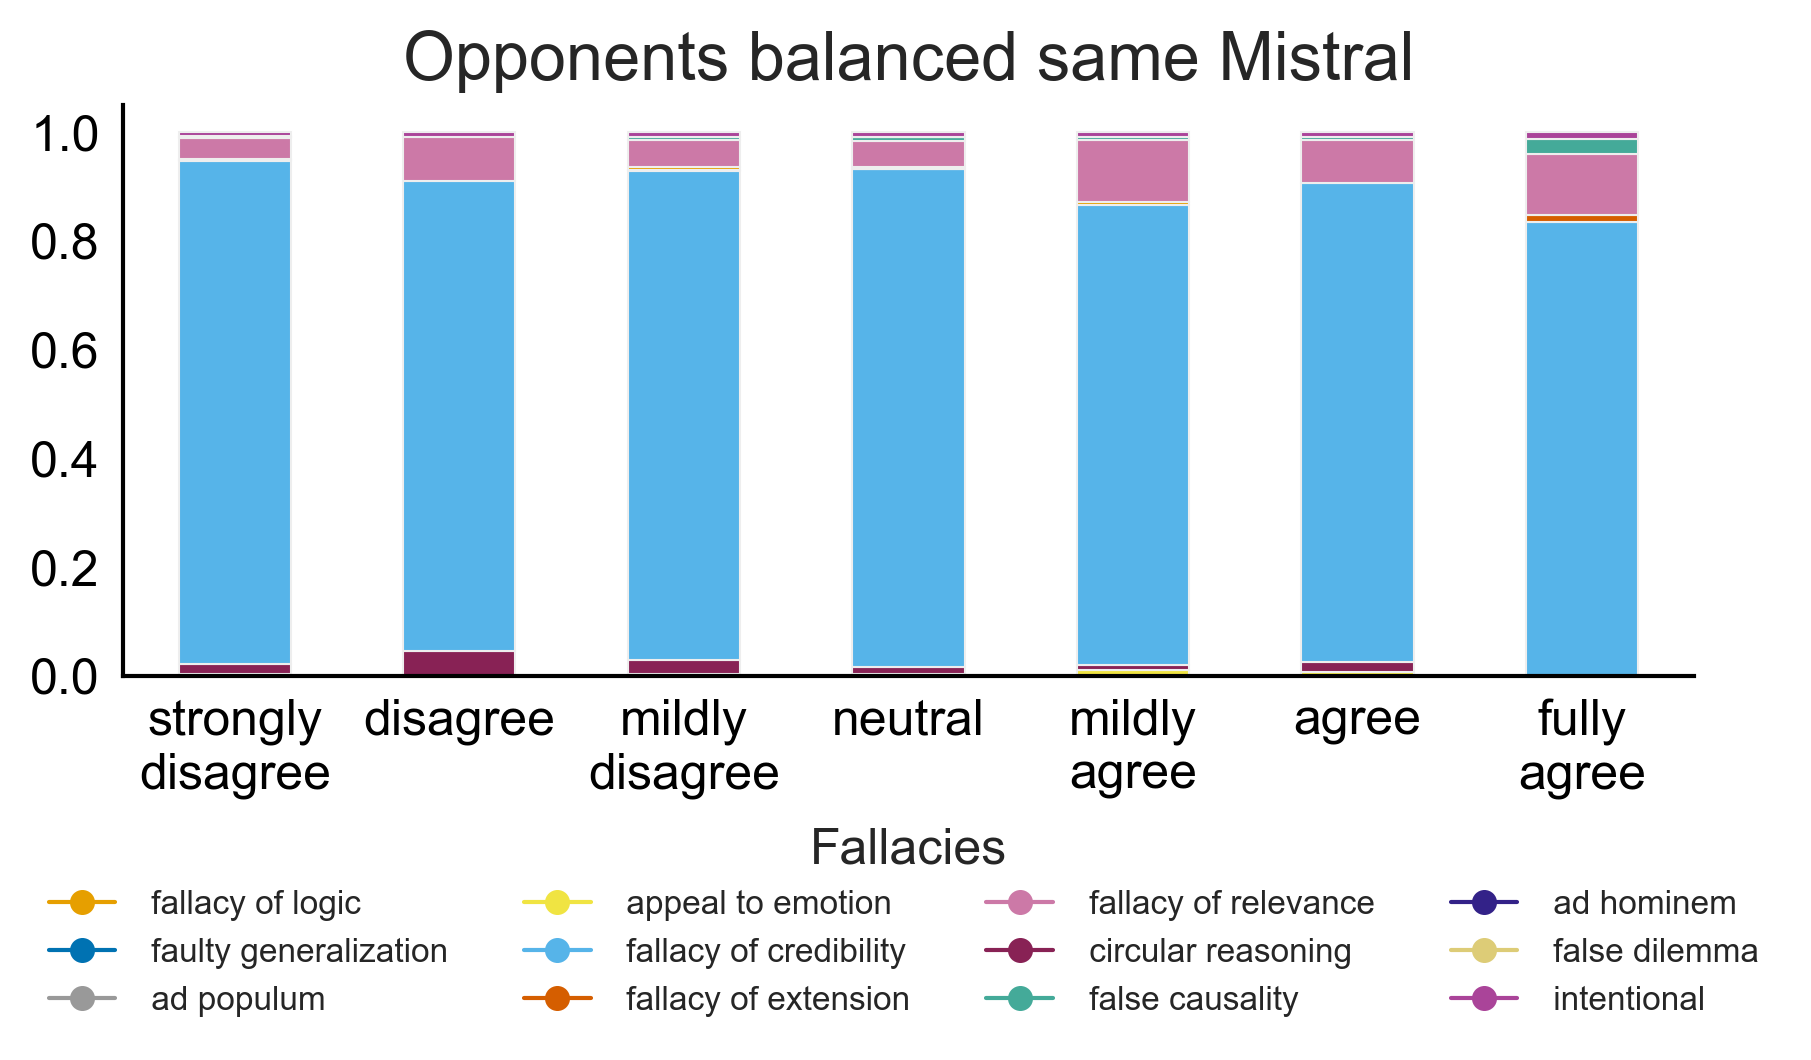 Opponents balanced same Mistral
1.0
0.8
0.6
0.4
0.2
0.0
strongly disagree
disagree
mildly disagree
neutral
mildly agree
agree
fully agree
Fallacies
fallacy of logic
faulty generalization
ad populum
appeal to emotion
fallacy of credibility
fallacy of extension
fallacy of relevance
circular reasoning
false causality
ad hominem
false dilemma
intentional